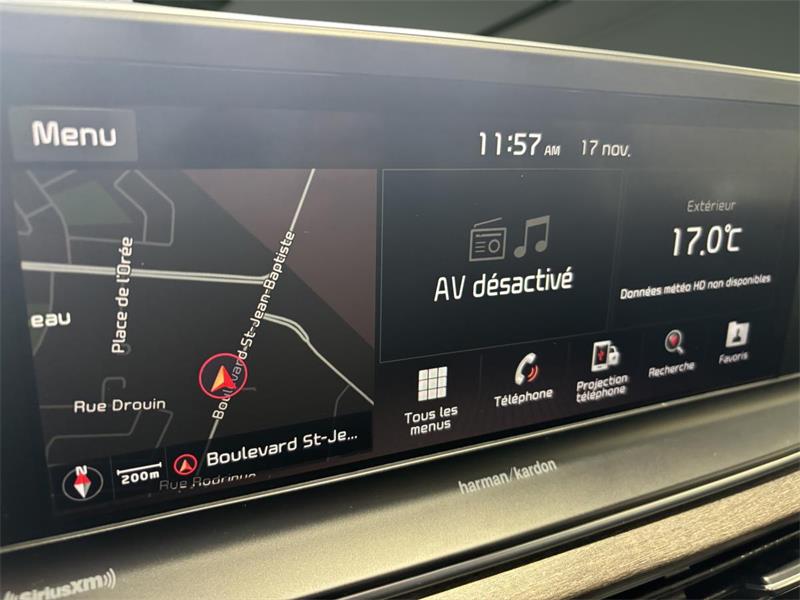 Menu
11:57 AM 17 nov.
Place de l'Orée
Boulevard-St-Jean-Baptiste
eau
Rue Drouin
N
200m
Boulevard St-Je...
Rue Rodrigue
AV désactivé
Extérieur
17.0°C
Données météo HD non disponibles
Tous les
menus
Téléphone
Projection
téléphone
Recherche
Favoris
harman/kardon
SiriusXM